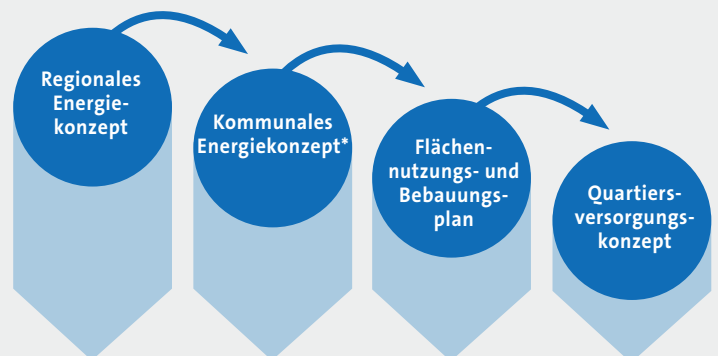 Regionales
Energie-
konzept
Kommunales
Energiekonzept*
Flächen-
nutzungs- und
Bebauungs-
plan
Quartiers-
versorgungs-
konzept